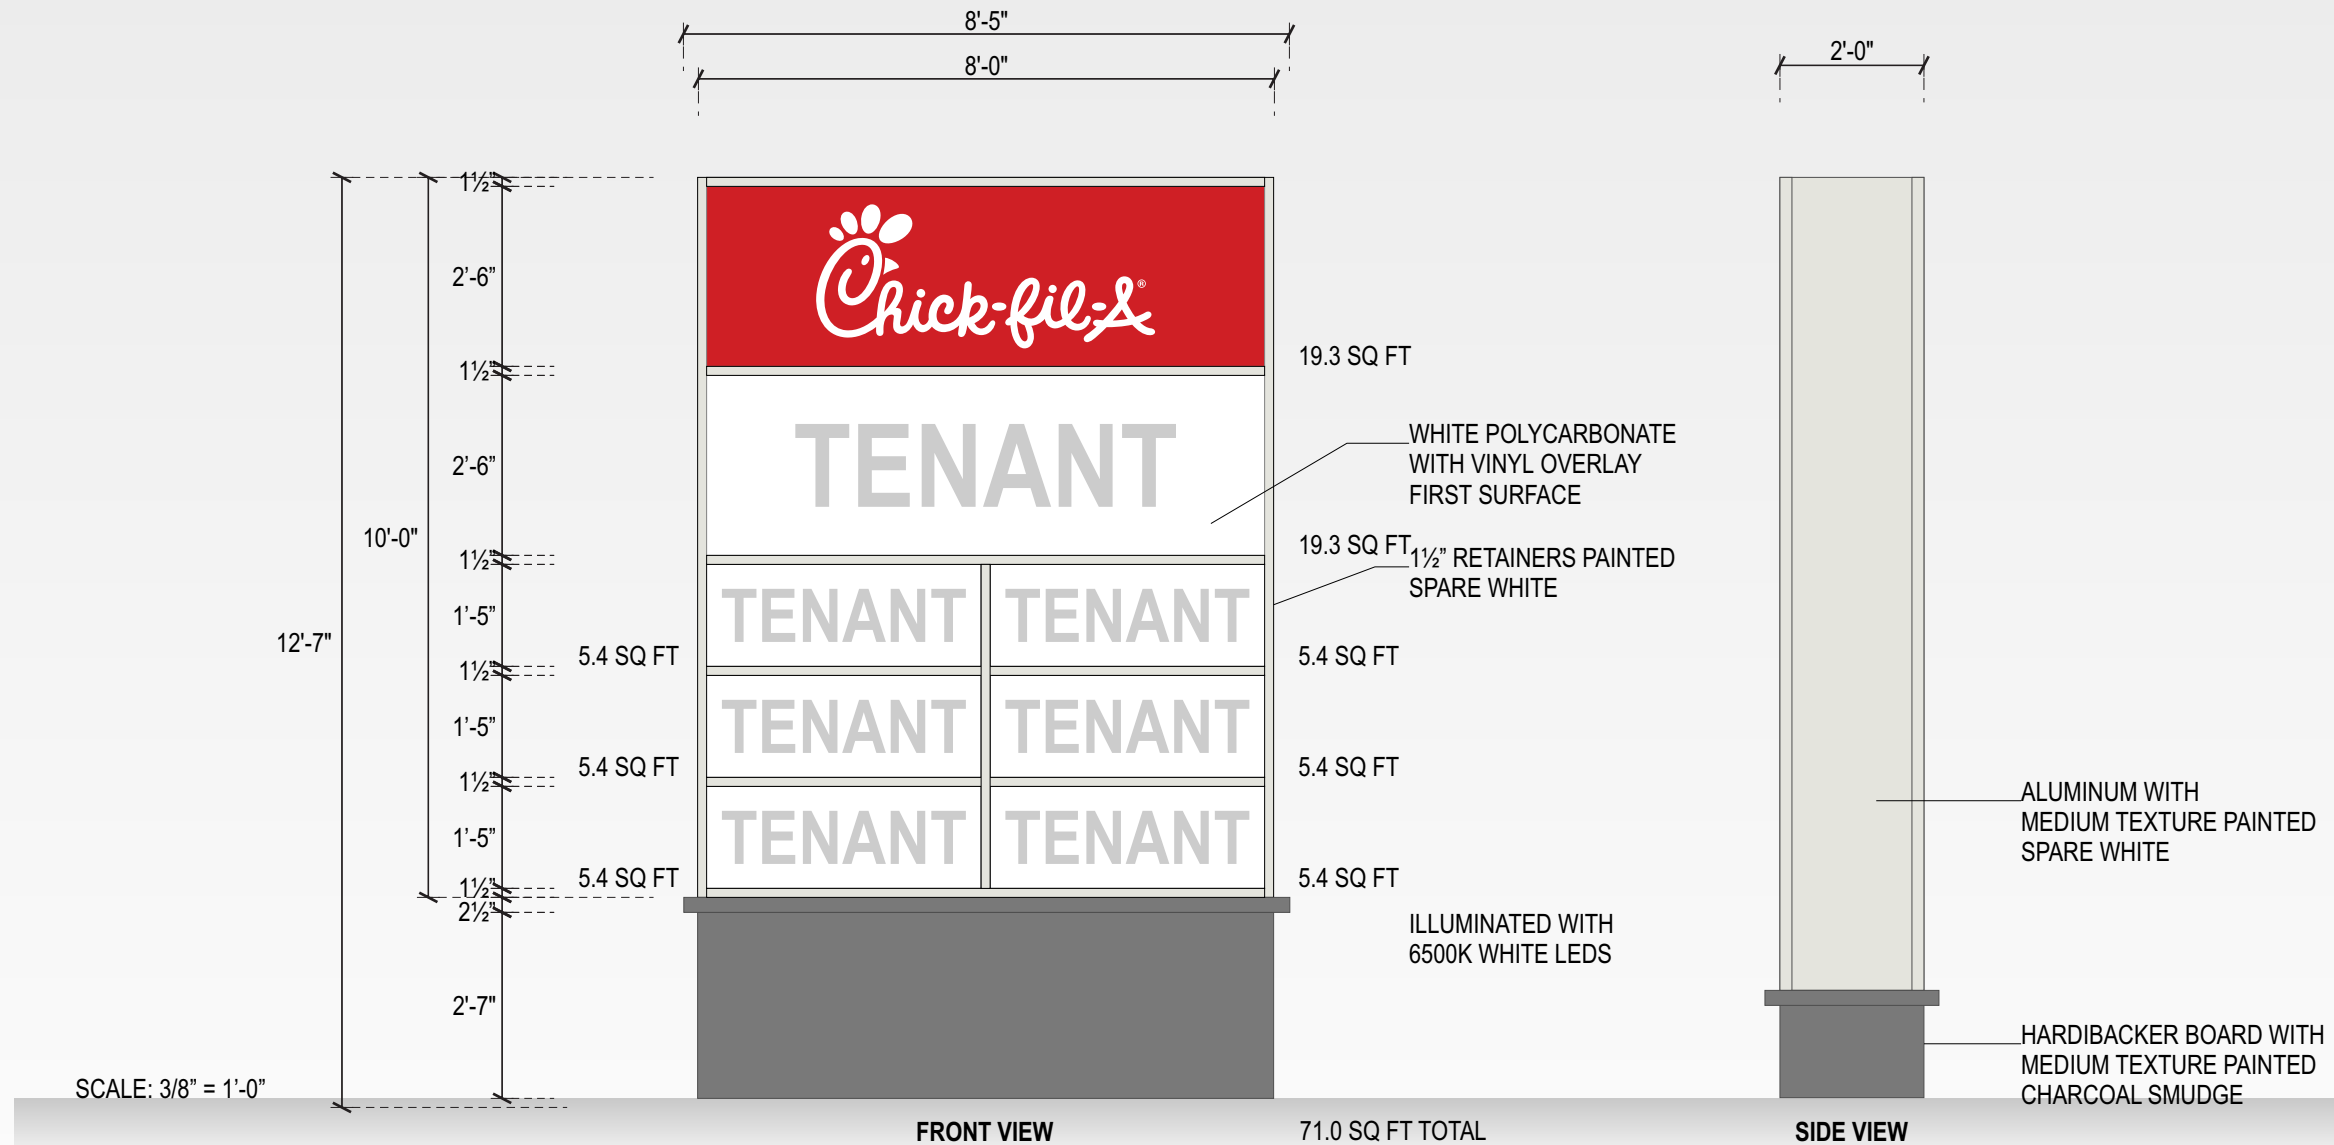 8'-5"
8'-0"
2'-0"
1½”
2’-6”
Chick-fil-A®
1½”
19.3 SQ FT
2’-6”
TENANT
WHITE POLYCARBONATE
WITH VINYL OVERLAY
FIRST SURFACE
10'-0"
1½”
19.3 SQ FT
1½” RETAINERS PAINTED
SPARE WHITE
1’-5”
TENANT TENANT
12'-7"
5.4 SQ FT
5.4 SQ FT
1½”
1’-5”
TENANT TENANT
5.4 SQ FT
5.4 SQ FT
1½”
ALUMINUM WITH
MEDIUM TEXTURE PAINTED
SPARE WHITE
1’-5”
TENANT TENANT
5.4 SQ FT
5.4 SQ FT
1½”
2½”
ILLUMINATED WITH
6500K WHITE LEDS
2'-7"
HARDIBACKER BOARD WITH
MEDIUM TEXTURE PAINTED
CHARCOAL SMUDGE
SCALE: 3/8” = 1’-0”
FRONT VIEW
71.0 SQ FT TOTAL
SIDE VIEW